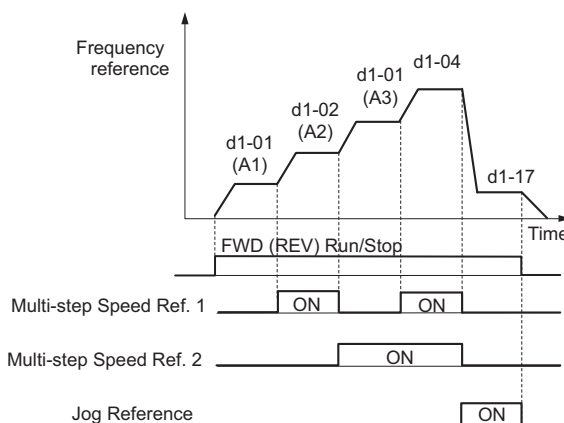 Frequency
reference
d1-01
(A1)
d1-02
(A2)
d1-01
(A3)
d1-04
d1-17
Time
FWD (REV) Run/Stop
Multi-step Speed Ref. 1
ON
ON
Multi-step Speed Ref. 2
ON
Jog Reference
ON